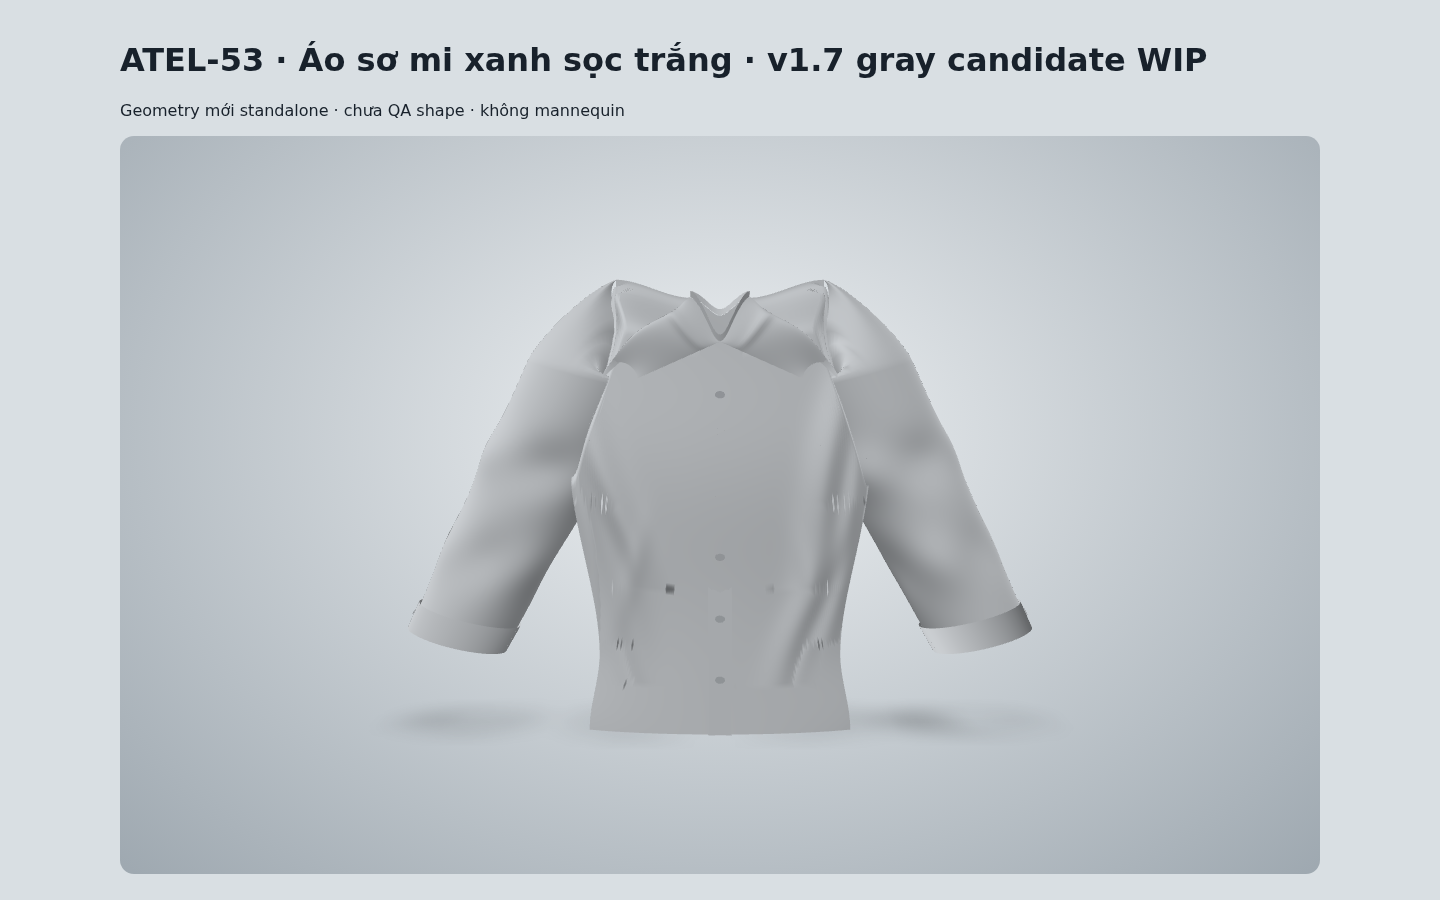 ATEL-53 · Áo sơ mi xanh sọc trắng · v1.7 gray candidate WIP
Geometry mới standalone · chưa QA shape · không mannequin